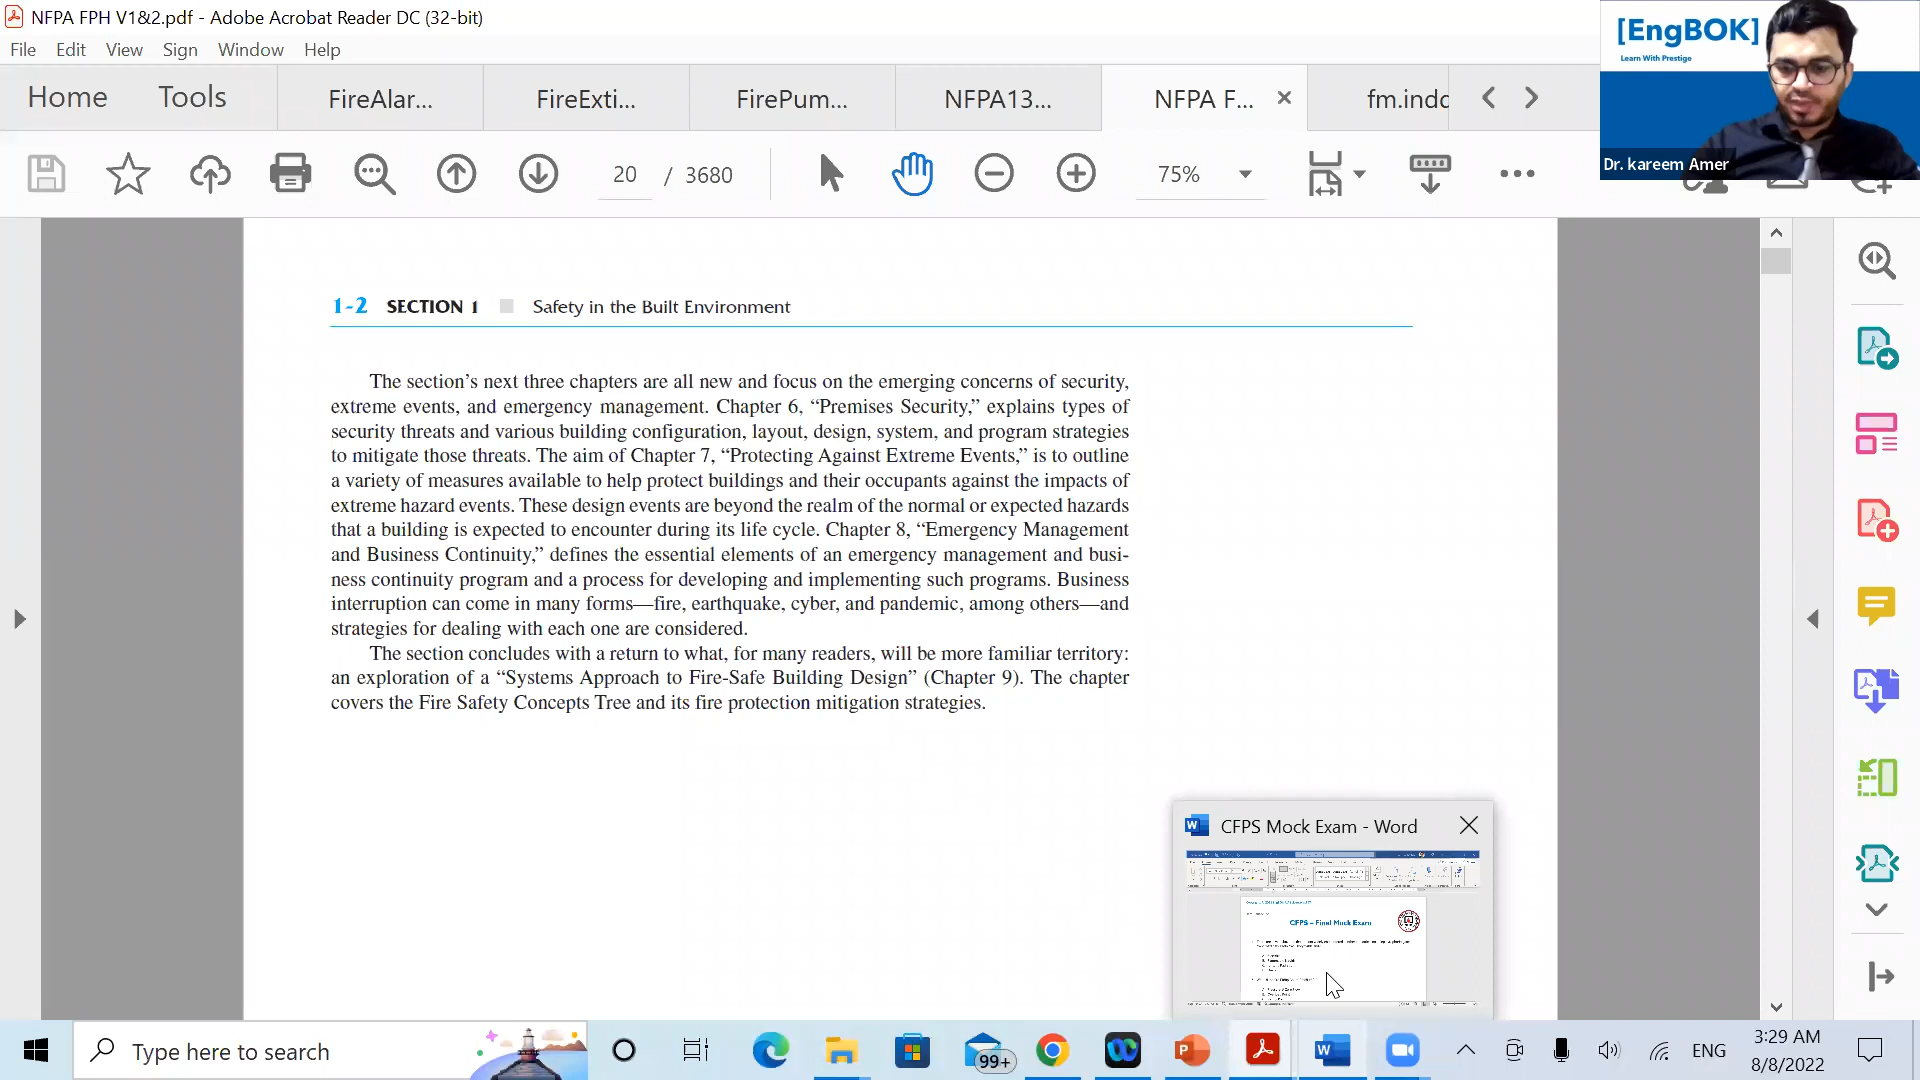 NFPA FPH V1&2.pdf - Adobe Acrobat Reader DC (32-bit)
File Edit View Sign Window Help
Home Tools FireAlar... FireExti... FirePum... NFPA13... NFPA F... fm.indd
20 / 3680 75%
[EngBOK]
Learn With Prestige
Dr. kareem Amer
1-2 SECTION 1 Safety in the Built Environment
The section’s next three chapters are all new and focus on the emerging concerns of security,
extreme events, and emergency management. Chapter 6, “Premises Security,” explains types of
security threats and various building configuration, layout, design, system, and program strategies
to mitigate those threats. The aim of Chapter 7, “Protecting Against Extreme Events,” is to outline
a variety of measures available to help protect buildings and their occupants against the impacts of
extreme hazard events. These design events are beyond the realm of the normal or expected hazards
that a building is expected to encounter during its life cycle. Chapter 8, “Emergency Management
and Business Continuity,” defines the essential elements of an emergency management and busi-
ness continuity program and a process for developing and implementing such programs. Business
interruption can come in many forms—fire, earthquake, cyber, and pandemic, among others—and
strategies for dealing with each one are considered.
The section concludes with a return to what, for many readers, will be more familiar territory:
an exploration of a “Systems Approach to Fire-Safe Building Design” (Chapter 9). The chapter
covers the Fire Safety Concepts Tree and its fire protection mitigation strategies.
CFPS Mock Exam - Word
CFPS – Final Mock Exam
Type here to search
99+
ENG
3:29 AM
8/8/2022